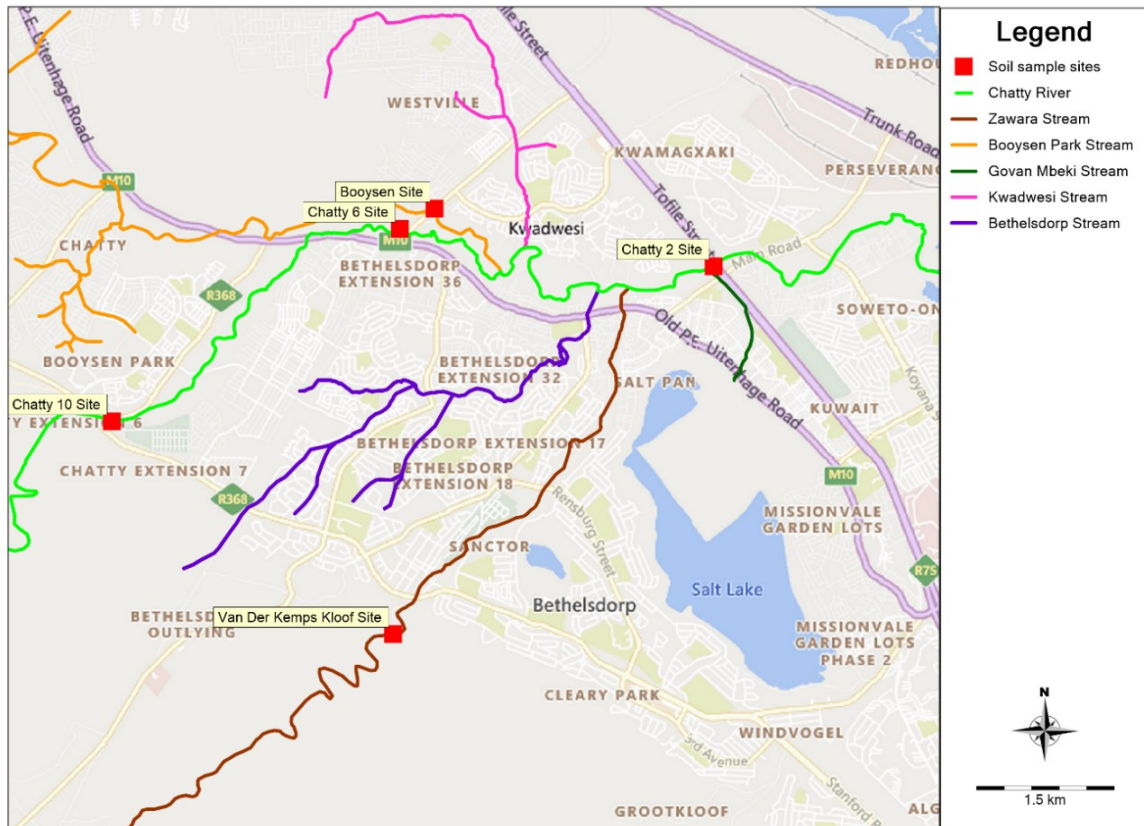 P.E. Uitenhage Road
Tofile Street
REDHOU
Trunk Road
WESTVILLE
KWAMAGXAKI
PERSEVERANC
M10
Booysen Site
Chatty 6 Site
Kwadwesi
CHATTY
M10
Chatty 2 Site
Main Road
BETHELSDORP
EXTENSION 36
R368
SOWETO-ON
Old P.E. Uitenhage Road
BOOYSEN PARK
BETHELSDORP
EXTENSION 32
SALT PAN
Koyana S
Chatty 10 Site
Y EXTENSION 6
KUWAIT
CHATTY EXTENSION 7
BETHELSDORP EXTENSION 17
BETHELSDORP
EXTENSION 18
R368
M10
Rensburg Street
MISSIONVALE
GARDEN LOTS
SANCTOR
R75
Salt Lake
Bethelsdorp
Van Der Kemps Kloof Site
BETHELSD
OUTLYING
MISSIONVALE
GARDEN LOTS
PHASE 2
CLEARY PARK
WINDVOGEL
3rd Avenue
Stanford R
GROOTKLOOF
ALG
Legend
Soil sample sites
Chatty River
Zawara Stream
Booysen Park Stream
Govan Mbeki Stream
Kwadwesi Stream
Bethelsdorp Stream
N
1.5 km